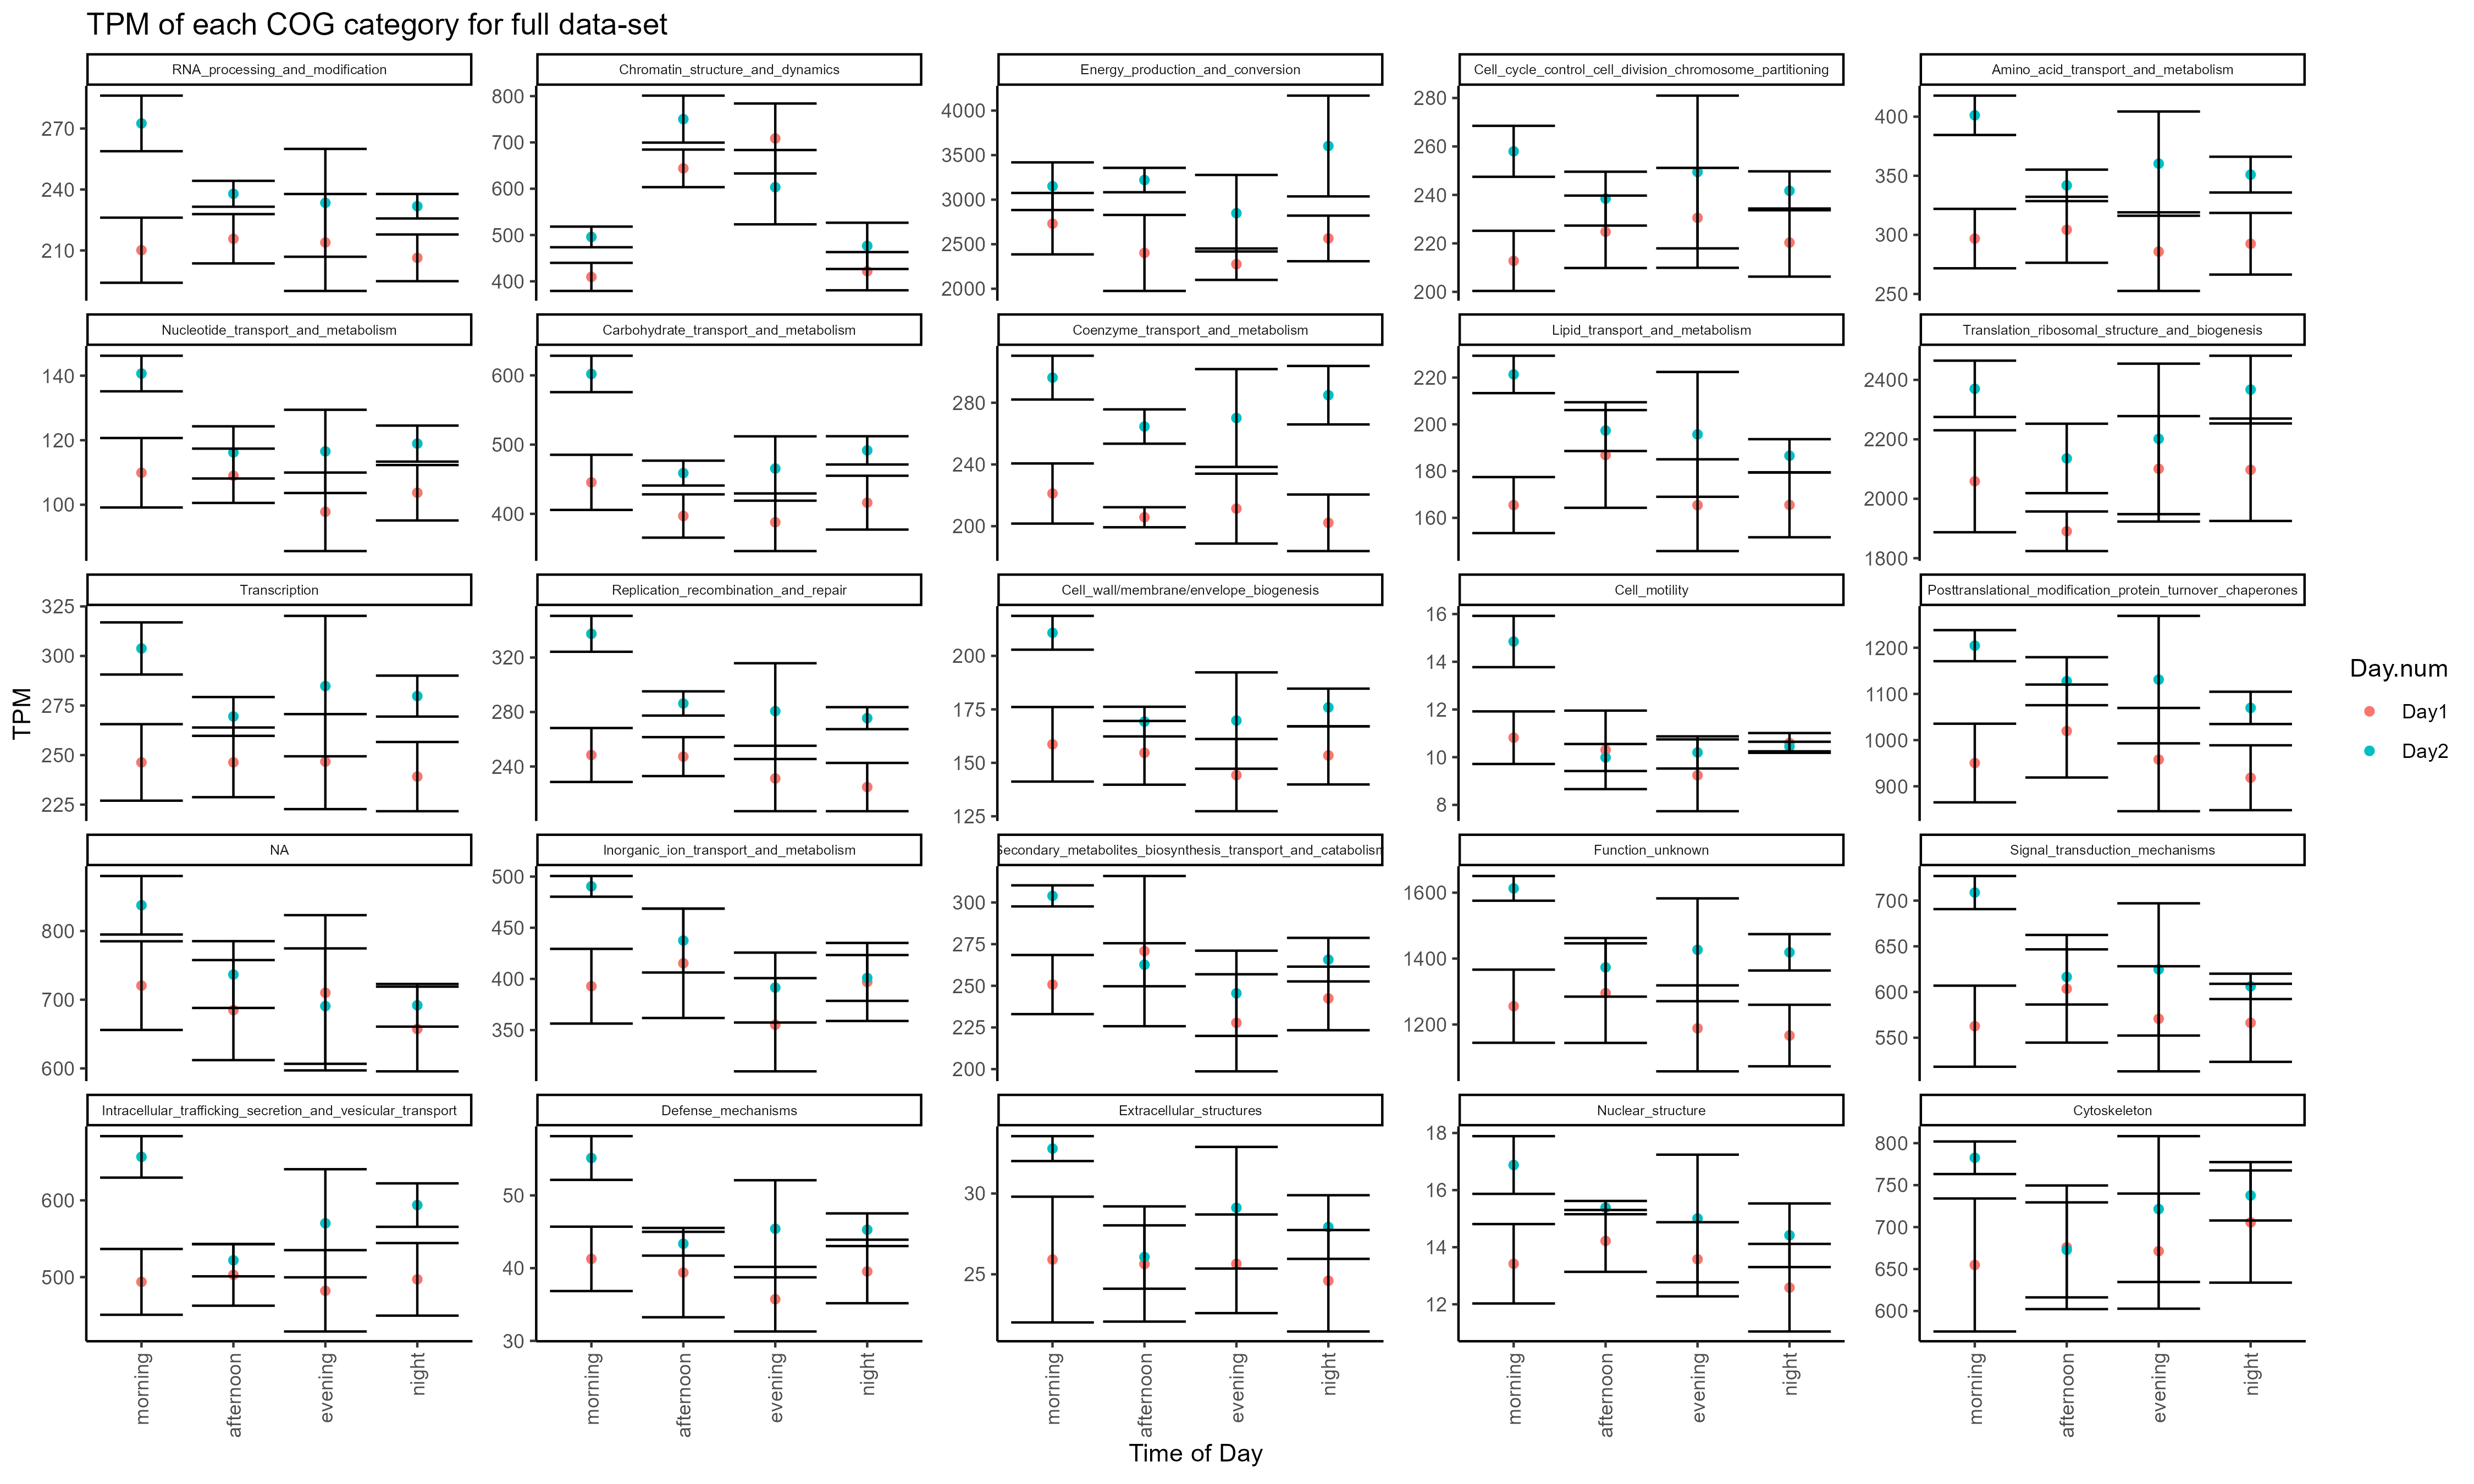 TPM of each COG category for full data-set
RNA_processing_and_modification
Chromatin_structure_and_dynamics
Energy_production_and_conversion
Cell_cycle_control_cell_division_chromosome_partitioning
Amino_acid_transport_and_metabolism
270
240
210
800
700
600
500
400
4000
3500
3000
2500
2000
280
260
240
220
200
400
350
300
250
Nucleotide_transport_and_metabolism
Carbohydrate_transport_and_metabolism
Coenzyme_transport_and_metabolism
Lipid_transport_and_metabolism
Translation_ribosomal_structure_and_biogenesis
140
120
100
600
500
400
280
240
200
220
200
180
160
2400
2200
2000
1800
Transcription
Replication_recombination_and_repair
Cell_wall/membrane/envelope_biogenesis
Cell_motility
Posttranslational_modification_protein_turnover_chaperones
325
300
275
250
225
320
280
240
200
175
150
125
16
14
12
10
8
1200
1100
1000
900
NA
Inorganic_ion_transport_and_metabolism
Secondary_metabolites_biosynthesis_transport_and_catabolism
Function_unknown
Signal_transduction_mechanisms
800
700
600
500
450
400
350
300
275
250
225
200
1600
1400
1200
700
650
600
550
Intracellular_trafficking_secretion_and_vesicular_transport
Defense_mechanisms
Extracellular_structures
Nuclear_structure
Cytoskeleton
600
500
50
40
30
30
25
18
16
14
12
800
750
700
650
600
morning
afternoon
evening
night
morning
afternoon
evening
night
morning
afternoon
evening
night
morning
afternoon
evening
night
morning
afternoon
evening
night
Time of Day
TPM
Day.num
Day1
Day2